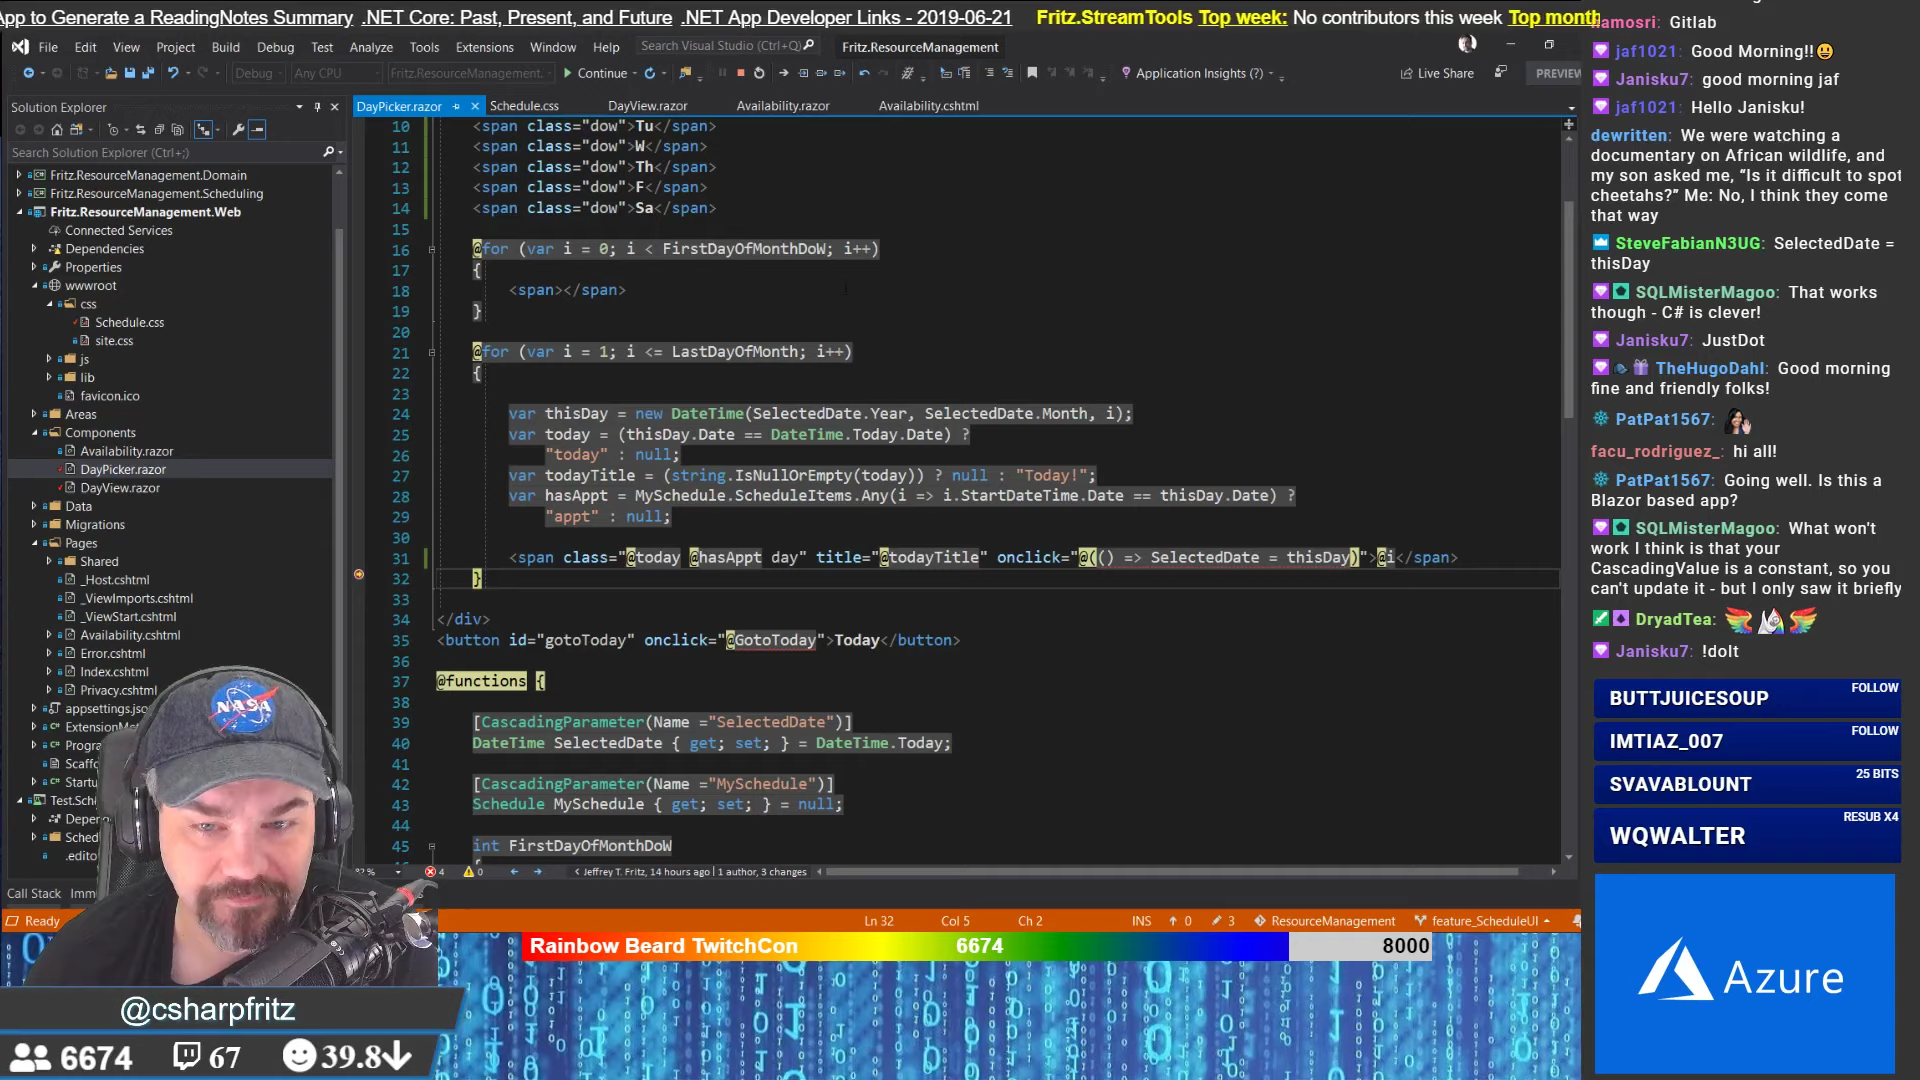 App to Generate a ReadingNotes Summary .NET Core: Past, Present, and Future .NET App Developer Links - 2019-06-21 Fritz.StreamTools Top week: No contributors this week Top month
File Edit View Project Build Debug Test Analyze Tools Extensions Window Help Search Visual Studio (Ctrl+Q) Fritz.ResourceManagement
Debug Any CPU Fritz.ResourceManagement. Continue Application Insights (?) Live Share PREVIEW
Solution Explorer
Search Solution Explorer (Ctrl+;)
Fritz.ResourceManagement.Domain
Fritz.ResourceManagement.Scheduling
Fritz.ResourceManagement.Web
Connected Services
Dependencies
Properties
wwwroot
css
Schedule.css
site.css
js
lib
favicon.ico
Areas
Components
Availability.razor
DayPicker.razor
DayView.razor
Data
Migrations
Pages
Shared
_Host.cshtml
_ViewImports.cshtml
_ViewStart.cshtml
Availability.cshtml
Error.cshtml
Index.cshtml
Privacy.cshtml
appsettings.jso
ExtensionMet
Progra
Scaffo
Startu
Test.Sch
Depen
Sched
.edito
Call Stack Imm
DayPicker.razor Schedule.css DayView.razor Availability.razor Availability.cshtml
10 <span class="dow">Tu</span>
11 <span class="dow">W</span>
12 <span class="dow">Th</span>
13 <span class="dow">F</span>
14 <span class="dow">Sa</span>
15
16 @for (var i = 0; i < FirstDayOfMonthDoW; i++)
17 {
18 <span></span>
19 }
20
21 @for (var i = 1; i <= LastDayOfMonth; i++)
22 {
23
24 var thisDay = new DateTime(SelectedDate.Year, SelectedDate.Month, i);
25 var today = (thisDay.Date == DateTime.Today.Date) ?
26 "today" : null;
27 var todayTitle = (string.IsNullOrEmpty(today)) ? null : "Today!";
28 var hasAppt = MySchedule.ScheduleItems.Any(i => i.StartDateTime.Date == thisDay.Date) ?
29 "appt" : null;
30
31 <span class="@today @hasAppt day" title="@todayTitle" onclick="@(() => SelectedDate = thisDay)">@i</span>
32 }
33
34 </div>
35 <button id="gotoToday" onclick="@GotoToday">Today</button>
36
37 @functions {
38
39 [CascadingParameter(Name ="SelectedDate")]
40 DateTime SelectedDate { get; set; } = DateTime.Today;
41
42 [CascadingParameter(Name ="MySchedule")]
43 Schedule MySchedule { get; set; } = null;
44
45 int FirstDayOfMonthDoW
{
4 0 Jeffrey T. Fritz, 14 hours ago | 1 author, 3 changes
Ready Ln 32 Col 5 Ch 2 INS 0 3 ResourceManagement feature_ScheduleUI
Rainbow Beard TwitchCon 6674 8000
@csharpfritz
6674 67 39.8
namosri: Gitlab
jaf1021: Good Morning!!
Janisku7: good morning jaf
jaf1021: Hello Janisku!
dewritten: We were watching a
documentary on African wildlife, and
my son asked me, “Is it difficult to spot
cheetahs?” Me: No, I think they come
that way
SteveFabianN3UG: SelectedDate =
thisDay
SQLMisterMagoo: That works
though - C# is clever!
Janisku7: JustDot
TheHugoDahl: Good morning
fine and friendly folks!
PatPat1567:
facu_rodriguez_: hi all!
PatPat1567: Going well. Is this a
Blazor based app?
SQLMisterMagoo: What won't
work I think is that your
CascadingValue is a constant, so you
can't update it - but I only saw it briefly
DryadTea:
Janisku7: !doIt
BUTTJUICESOUP FOLLOW
IMTIAZ_007 FOLLOW
SVAVABLOUNT 25 BITS
WQWALTER RESUB X4
Azure